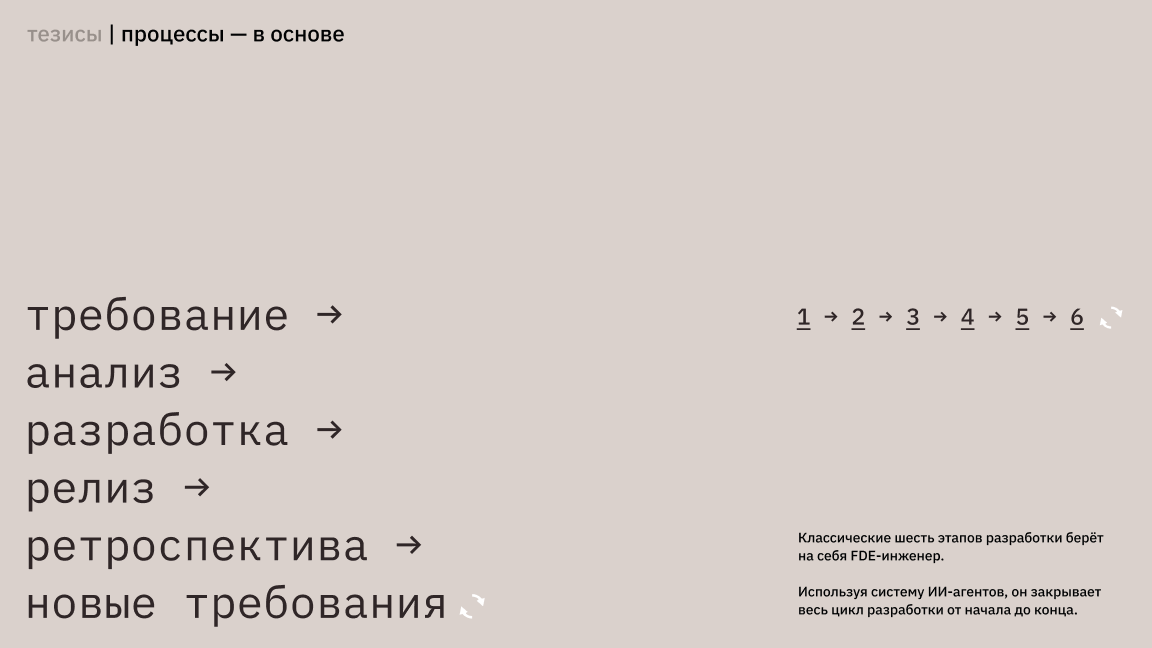 тезисы | процессы — в основе
требование →
анализ →
разработка →
релиз →
ретроспектива →
новые требования
1 → 2 → 3 → 4 → 5 → 6
Классические шесть этапов разработки берёт
на себя FDE-инженер.
Используя систему ИИ-агентов, он закрывает
весь цикл разработки от начала до конца.